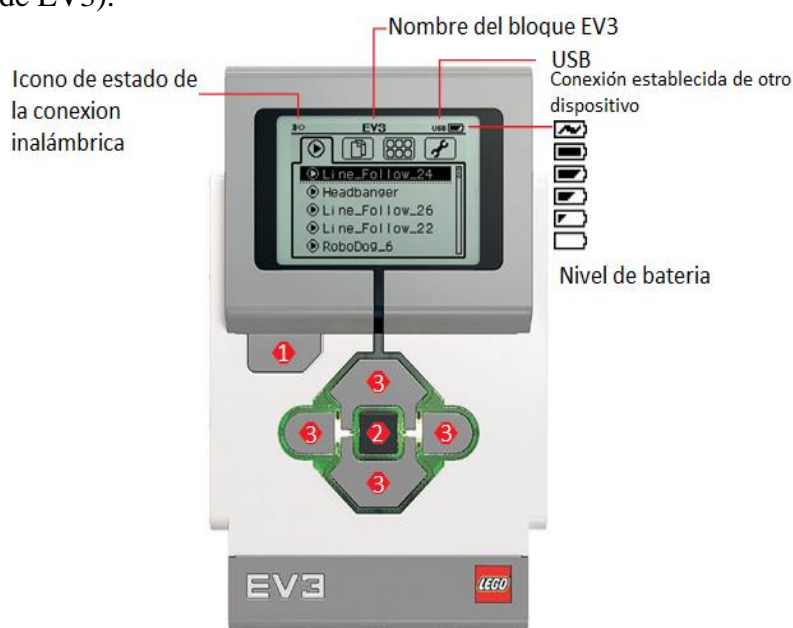 de EV3).
Nombre del bloque EV3
USB
Conexión establecida de otro
dispositivo
Icono de estado de
la conexion
inalámbrica
EV3
USB
Line_Follow_24
Headbanger
Line_Follow_26
Line_Follow_22
RoboDog_6
Nivel de bateria
1
3
3
2
3
3
EV3
LEGO